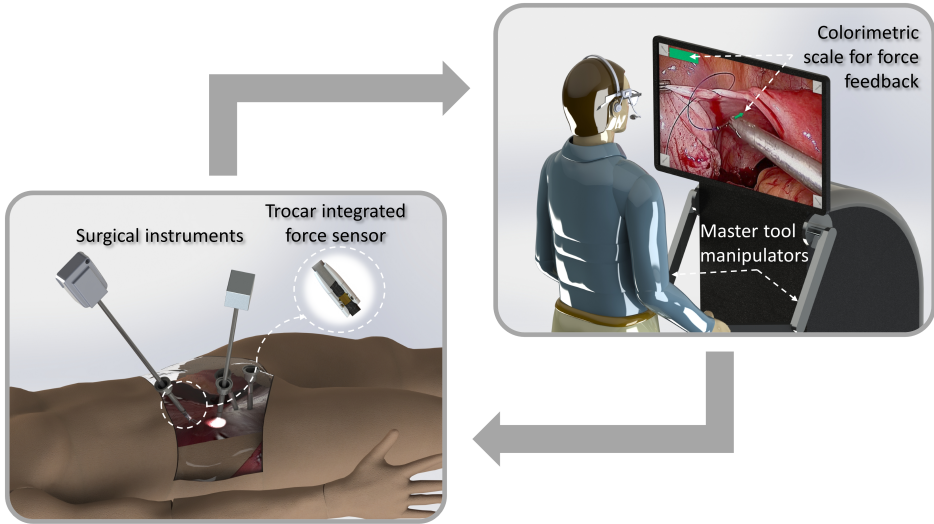 Colorimetric
scale for force
feedback
Master tool
manipulators
Trocar integrated
force sensor
Surgical instruments